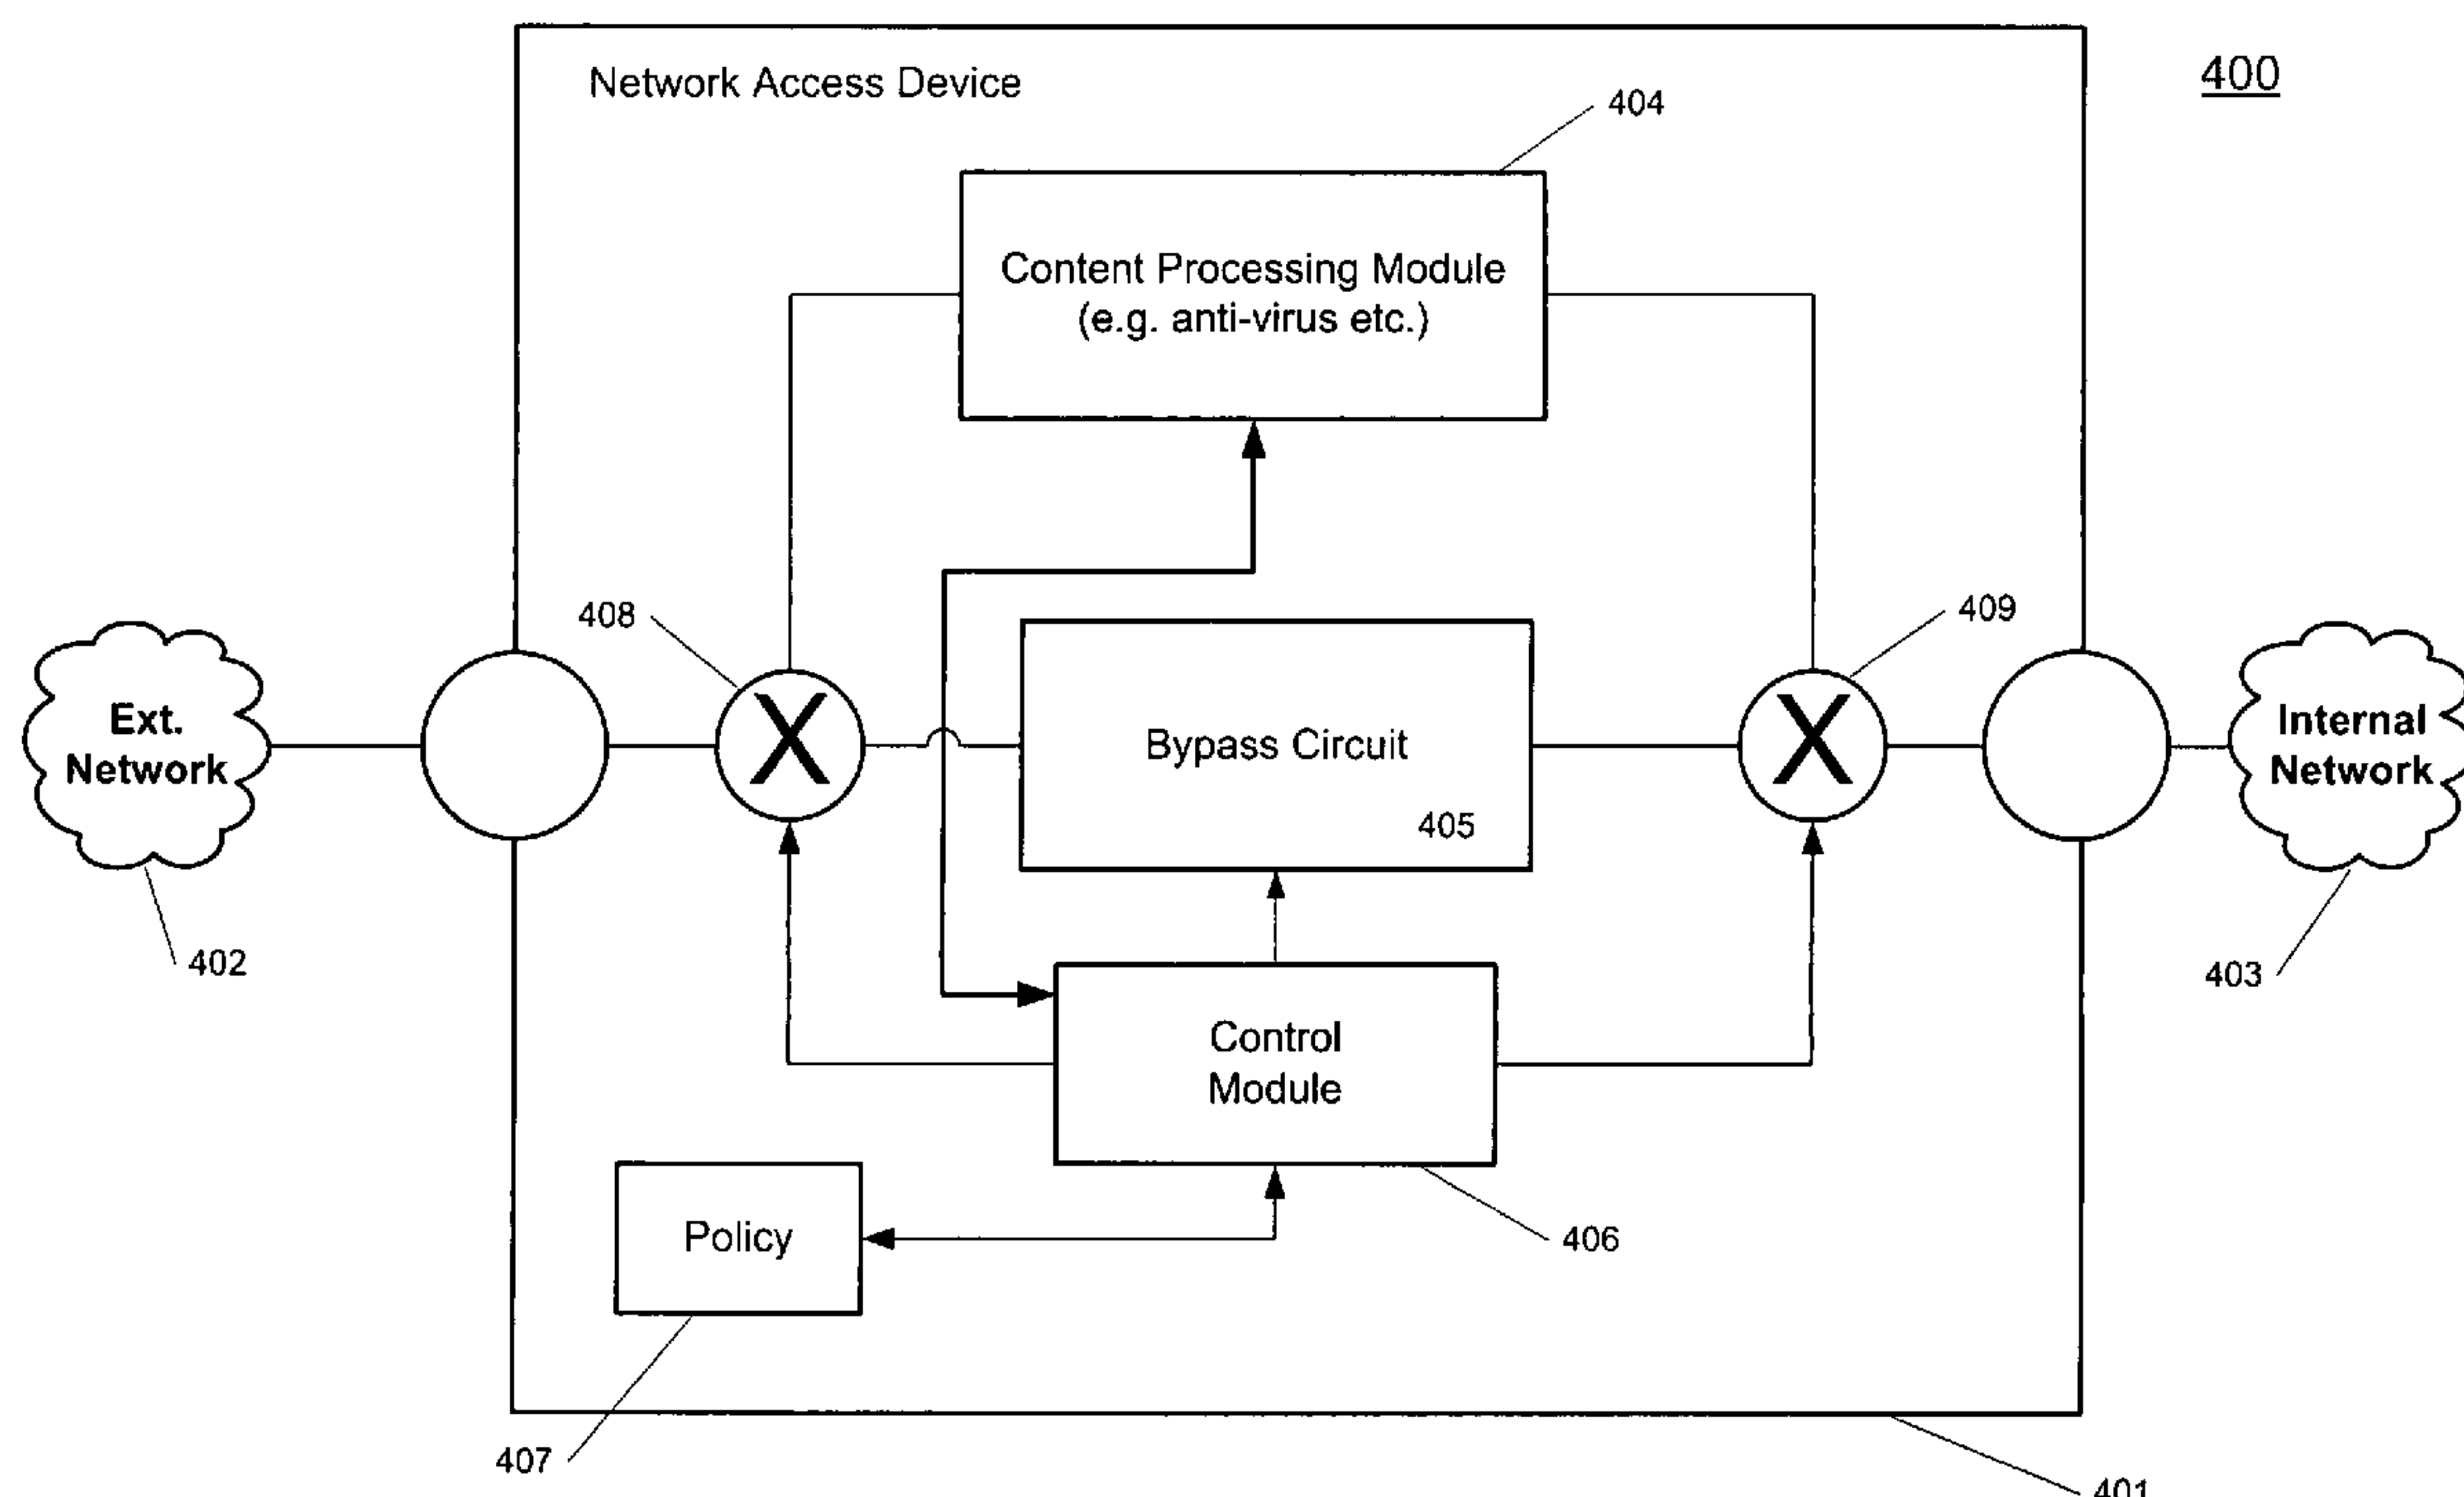 Network Access Device
400
404
Content Processing Module
(e.g. anti-virus etc.)
408
409
Ext.
Network
X
Bypass Circuit
405
X
Internal
Network
402
403
Control
Module
Policy
406
407
401